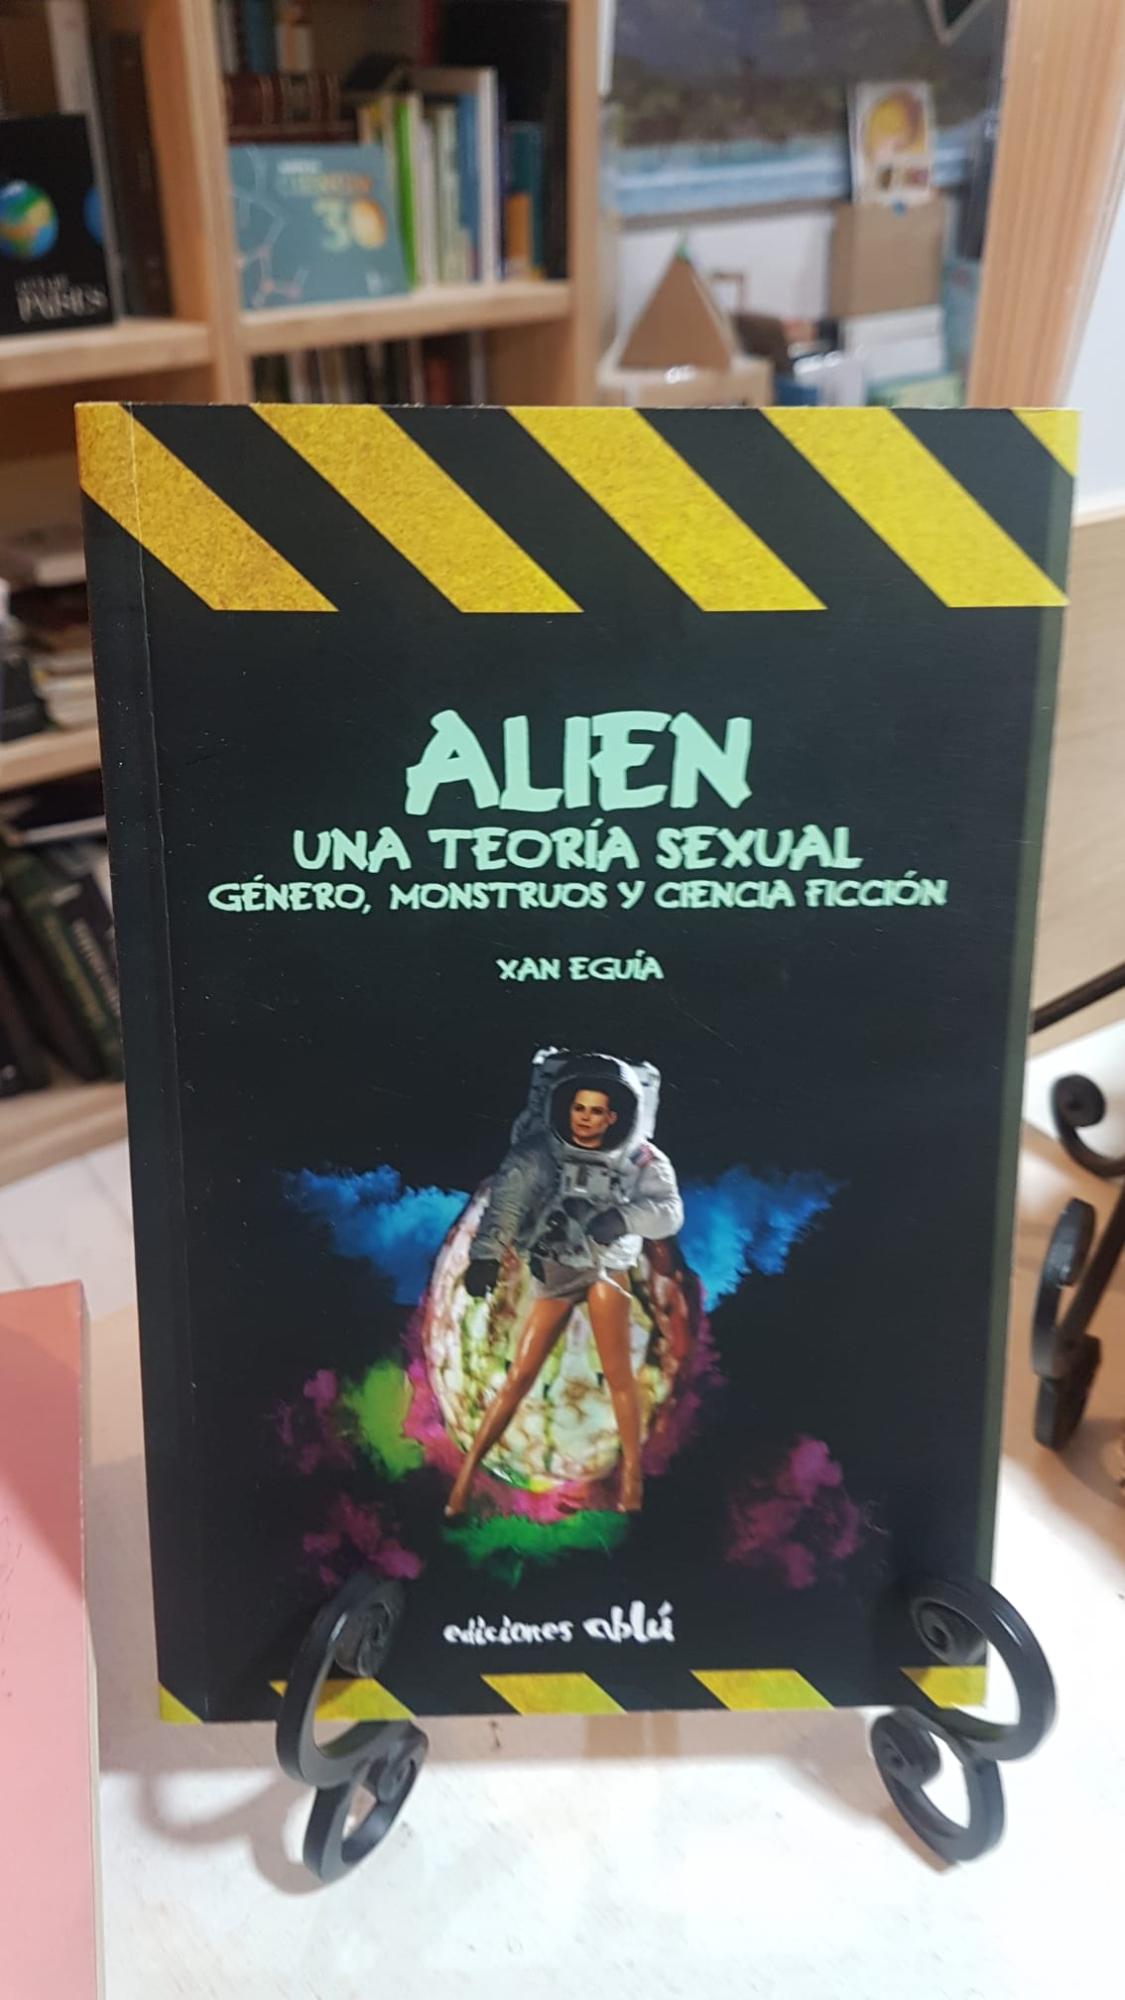 ALIEN
UNA TEORÍA SEXUAL
GÉNERO, MONSTRUOS Y CIENCIA FICCIÓN
XAN EGUÍA
ediciones ablú